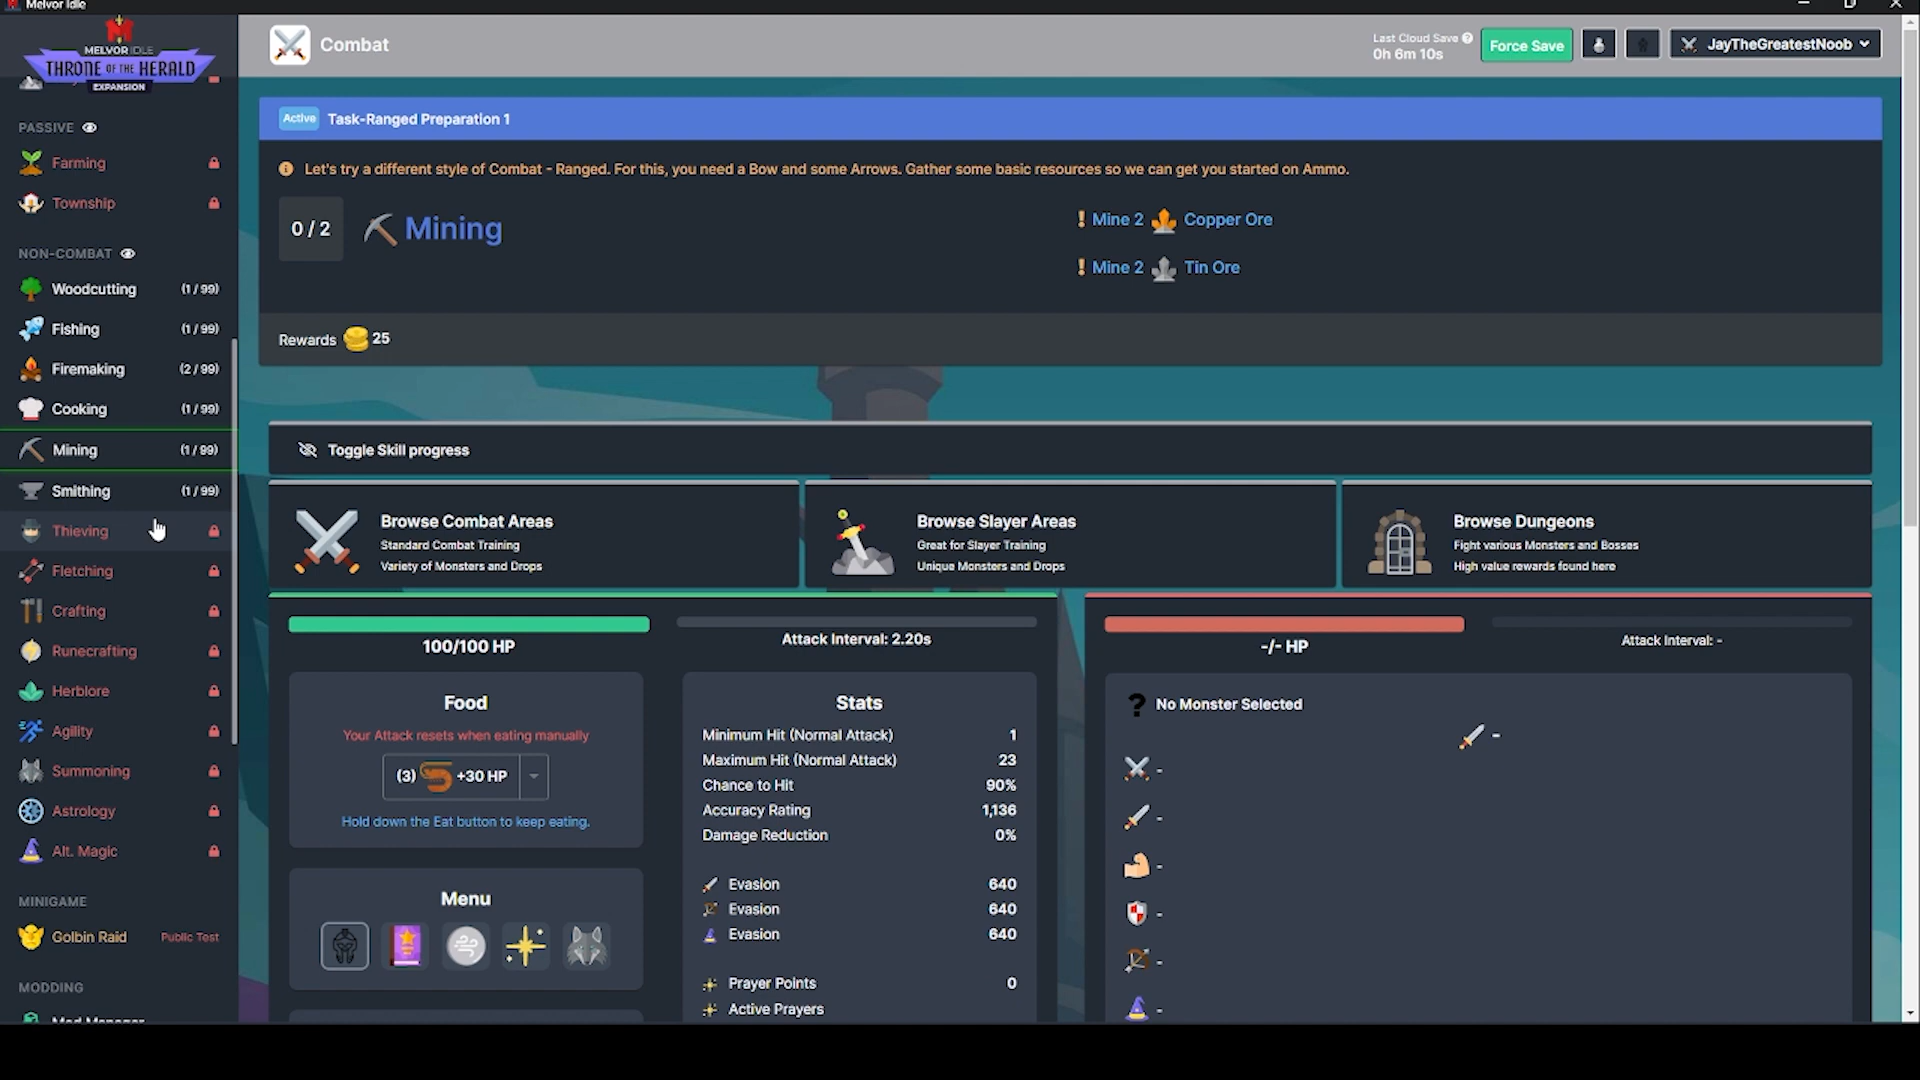 Melvor Idle
MELVOR IDLE
THRONE OF THE HERALD
EXPANSION
Combat
Last Cloud Save
0h 6m 10s
Force Save
JayTheGreatestNoob
PASSIVE
Farming
Township
NON-COMBAT
Woodcutting (1 / 99)
Fishing (1 / 99)
Firemaking (2 / 99)
Cooking (1 / 99)
Mining (1 / 99)
Smithing (1 / 99)
Thieving
Fletching
Crafting
Runecrafting
Herblore
Agility
Summoning
Astrology
Alt. Magic
MINIGAME
Golbin Raid Public Test
MODDING
Mod Manager
Active Task-Ranged Preparation 1
Let's try a different style of Combat - Ranged. For this, you need a Bow and some Arrows. Gather some basic resources so we can get you started on Ammo.
0 / 2 Mining
! Mine 2 Copper Ore
! Mine 2 Tin Ore
Rewards 25
Toggle Skill progress
Browse Combat Areas
Standard Combat Training
Variety of Monsters and Drops
Browse Slayer Areas
Great for Slayer Training
Unique Monsters and Drops
Browse Dungeons
Fight various Monsters and Bosses
High value rewards found here
100/100 HP
Attack Interval: 2.20s
Food
Your Attack resets when eating manually
(3) +30 HP
Hold down the Eat button to keep eating.
Menu
Stats
Minimum Hit (Normal Attack) 1
Maximum Hit (Normal Attack) 23
Chance to Hit 90%
Accuracy Rating 1,136
Damage Reduction 0%
Evasion 640
Evasion 640
Evasion 640
Prayer Points 0
Active Prayers
-/- HP
Attack Interval: -
? No Monster Selected
-
-
-
-
-
-
-